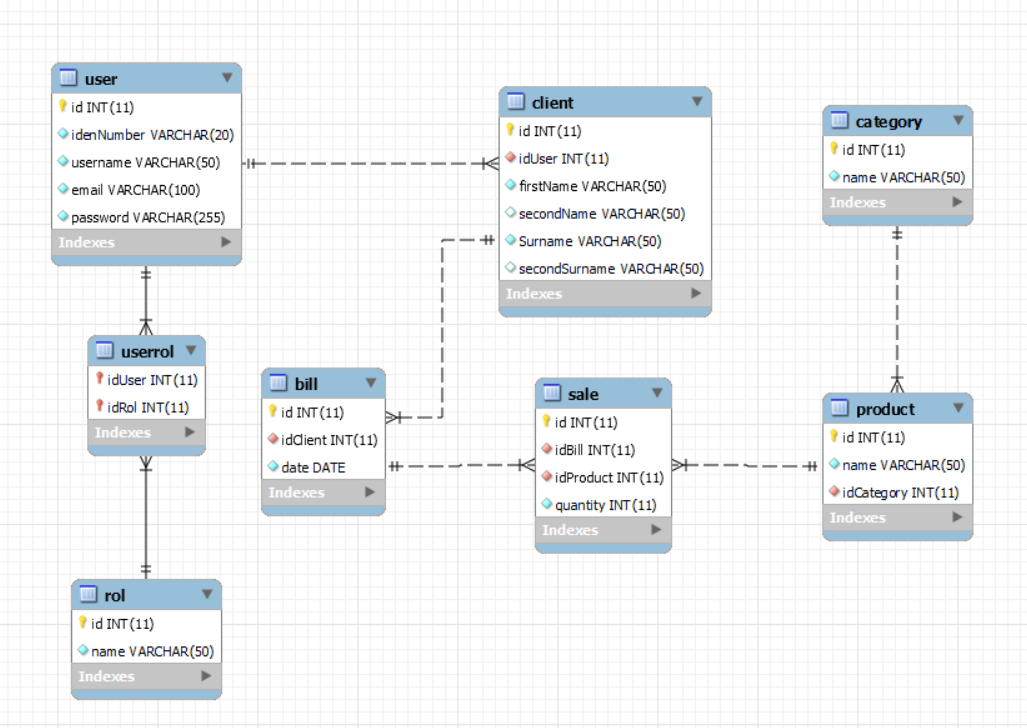 user
id INT(11)
idenNumber VARCHAR(20)
username VARCHAR(50)
email VARCHAR(100)
password VARCHAR(255)
Indexes
client
id INT(11)
idUser INT(11)
firstName VARCHAR(50)
secondName VARCHAR(50)
Surname VARCHAR(50)
secondSurname VARCHAR(50)
Indexes
category
id INT(11)
name VARCHAR(50)
Indexes
userrol
idUser INT(11)
idRol INT(11)
Indexes
bill
id INT(11)
idClient INT(11)
date DATE
Indexes
sale
id INT(11)
idBill INT(11)
idProduct INT(11)
quantity INT(11)
Indexes
product
id INT(11)
name VARCHAR(50)
idCategory INT(11)
Indexes
rol
id INT(11)
name VARCHAR(50)
Indexes